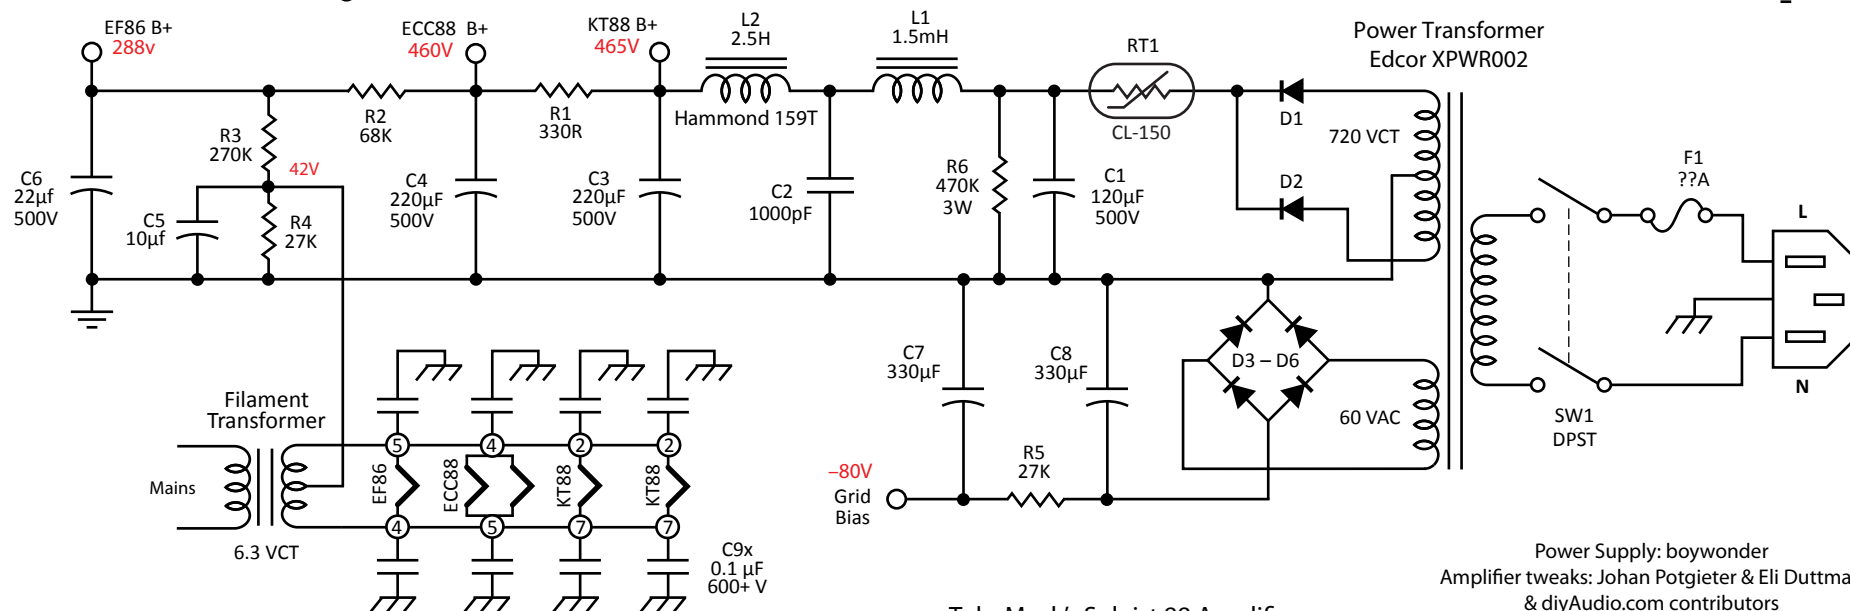 EF86 B+
288v
ECC88 B+
460V
KT88 B+
465V
L2
2.5H
L1
1.5mH
RT1
Power Transformer
Edcor XPWR002
R2
68K
R1
330R
Hammond 159T
CL-150
D1
720 VCT
R3
270K
42V
C6
22µf
500V
C5
10µf
R4
27K
C4
220µF
500V
C3
220µF
500V
C2
1000pF
R6
470K
3W
C1
120µF
500V
D2
F1
??A
L
N
SW1
DPST
C7
330µF
C8
330µF
D3 – D6
60 VAC
R5
27K
–80V
Grid
Bias
Filament
Transformer
Mains
6.3 VCT
5
4
2
2
EF86
ECC88
KT88
KT88
4
5
7
7
C9x
0.1 µF
600+ V
Power Supply: boywonder
Amplifier tweaks: Johan Potgieter & Eli
& diyAudio.com contributors